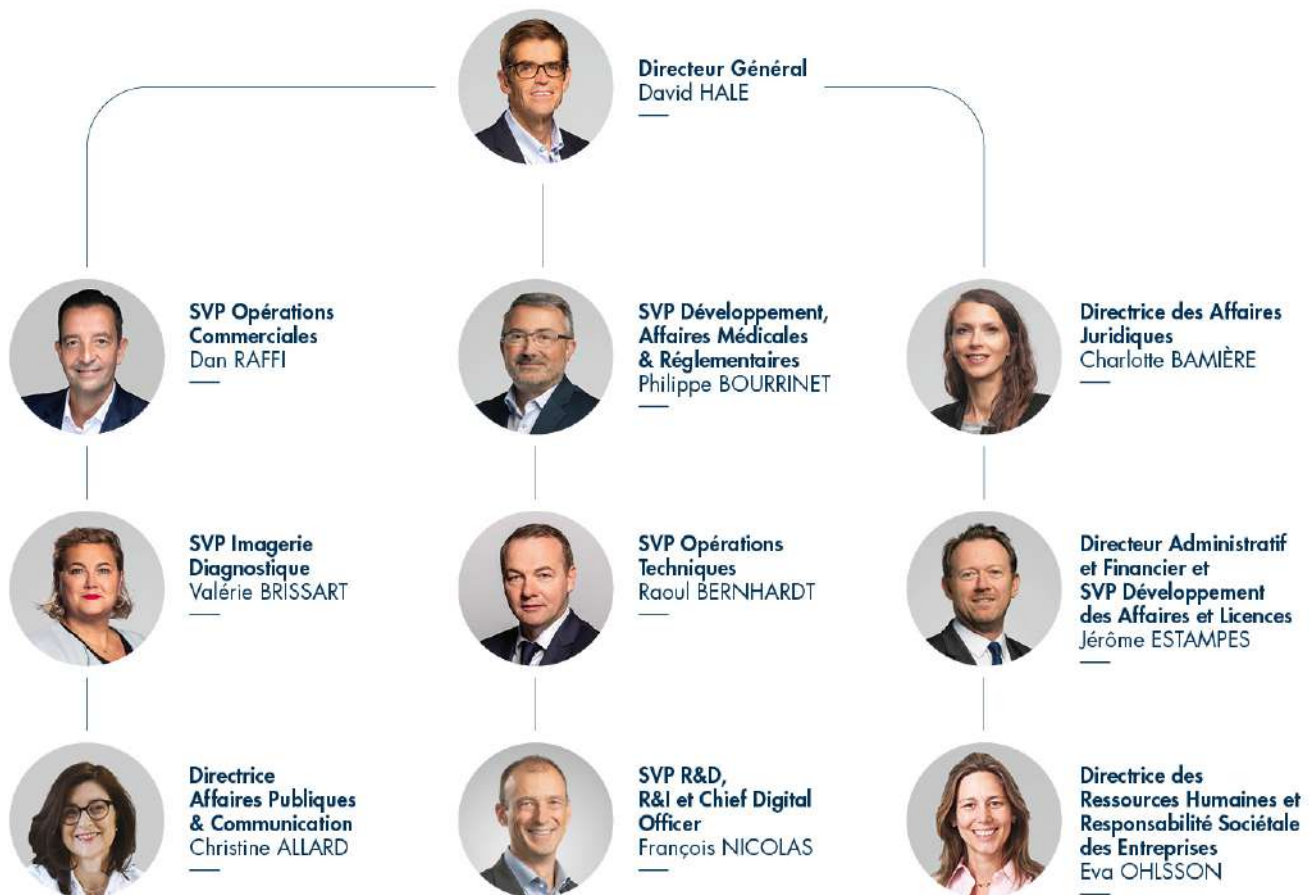 Directeur Général
David HALE
SVP Opérations
Commerciales
Dan RAFFI
SVP Développement,
Affaires Médicales
& Réglementaires
Philippe BOURRINET
Directrice des Affaires
Juridiques
Charlotte BAMIÈRE
SVP Imagerie
Diagnostique
Valérie BRISSART
SVP Opérations
Techniques
Raoul BERNHARDT
Directeur Administratif
et Financier et
SVP Développement
des Affaires et Licences
Jérôme ESTAMPES
Directrice
Affaires Publiques
& Communication
Christine ALLARD
SVP R&D,
R&I et Chief Digital
Officer
François NICOLAS
Directrice des
Ressources Humaines et
Responsabilité Sociétale
des Entreprises
Eva OHLSSON